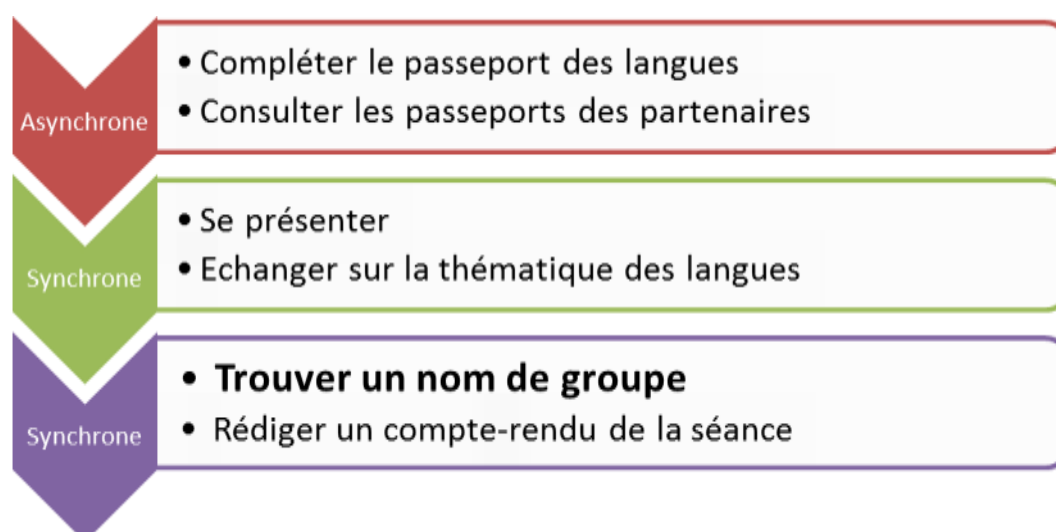 Asynchrone
• Compléter le passeport des langues
• Consulter les passeports des partenaires
Synchrone
• Se présenter
• Echanger sur la thématique des langues
Synchrone
• Trouver un nom de groupe
• Rédiger un compte-rendu de la séance